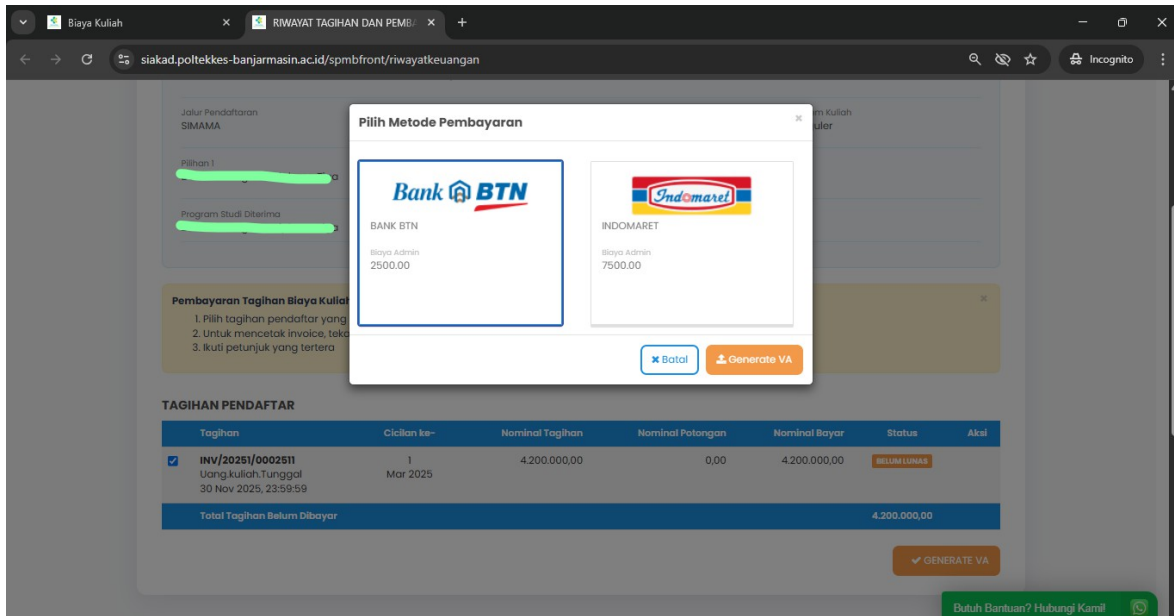 Biaya Kuliah
RIWAYAT TAGIHAN DAN PEMBA
siakad.poltekkes-banjarmasin.ac.id/spmbfront/riwayatkeuangan
Incognito
Jalur Pendaftaran
SIMAMA
Kuliah
Pilihan 1
Program Studi Diterima
Pilih Metode Pembayaran
Bank BTN
BANK BTN
Biaya Admin
2500.00
Indomaret
INDOMARET
Biaya Admin
7500.00
Batal
Generate VA
Pembayaran Tagihan Biaya Kuliah
1. Pilih tagihan pendaftar yang
2. Untuk mencetak invoice,
3. Ikuti petunjuk yang tertera
TAGIHAN PENDAFTAR
Tagihan Cicilan ke- Nominal Tagihan Nominal Potongan Nominal Bayar Status Aksi
INV/20251/0002511 1 4.200.000,00 0,00 4.200.000,00 BELUM LUNAS
Uang.kuliah.Tunggal Mar 2025
30 Nov 2025, 23:59:59
Total Tagihan Belum Dibayar 4.200.000,00
GENERATE VA
Butuh Bantuan? Hubungi Kami!